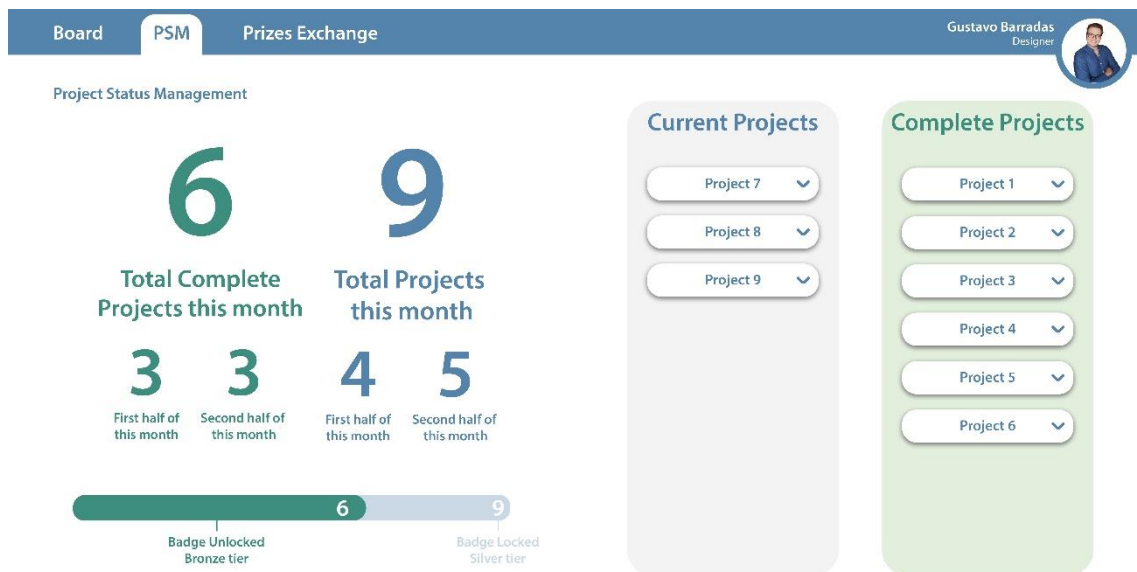 Board
PSM
Prizes Exchange
Gustavo Barradas
Designer
Project Status Management
6
Total Complete
Projects this month
9
Total Projects
this month
3
First half of
this month
3
Second half of
this month
4
First half of
this month
5
Second half of
this month
6
9
Badge Unlocked
Bronze tier
Badge Locked
Silver tier
Current Projects
Project 7
Project 8
Project 9
Complete Projects
Project 1
Project 2
Project 3
Project 4
Project 5
Project 6